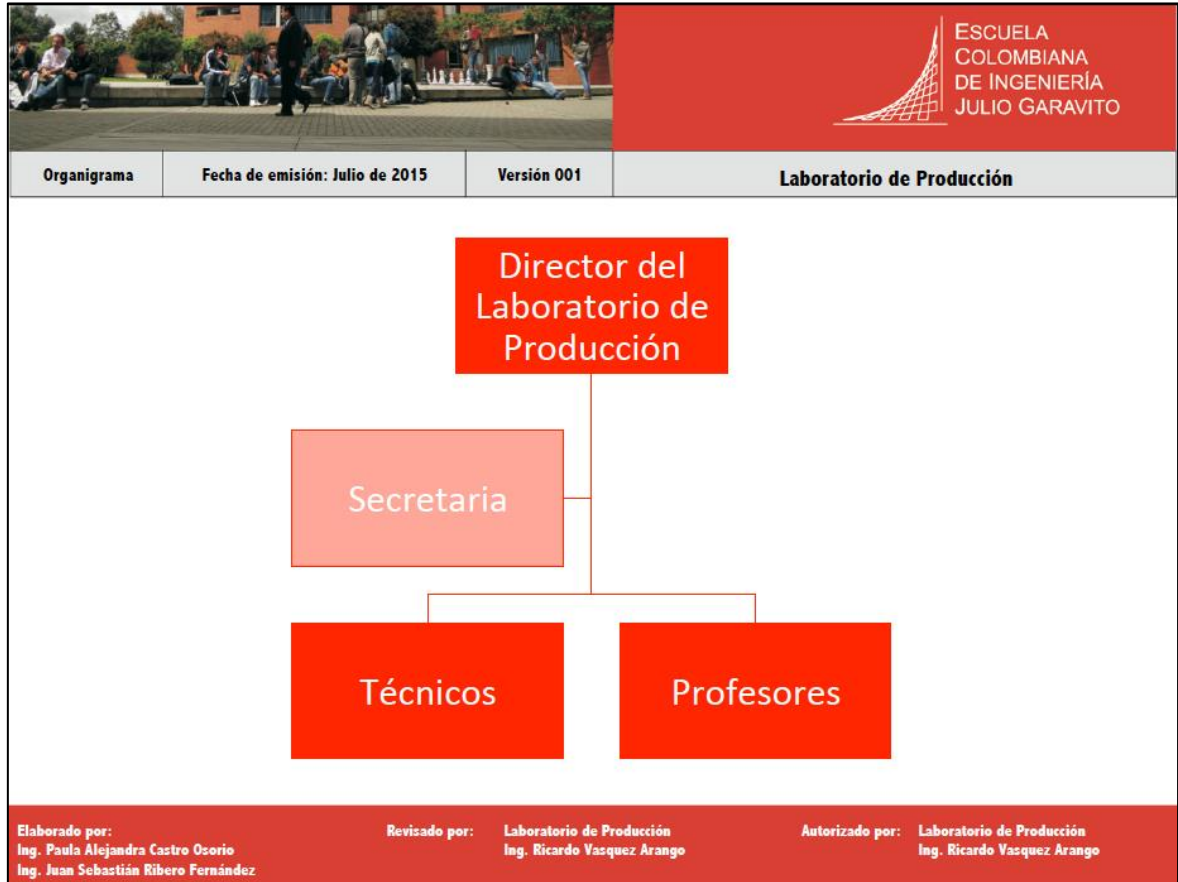 ESCUELA
COLOMBIANA
DE INGENIERÍA
JULIO GARAVITO
Organigrama
Fecha de emisión: Julio de 2015
Versión 001
Laboratorio de Producción
Director del
Laboratorio de
Producción
Secretaria
Técnicos
Profesores
Elaborado por:
Ing. Paula Alejandra Castro Osorio
Ing. Juan Sebastián Ribero Fernández
Revisado por:
Laboratorio de Producción
Ing. Ricardo Vasquez Arango
Autorizado por:
Laboratorio de Producción
Ing. Ricardo Vasquez Arango